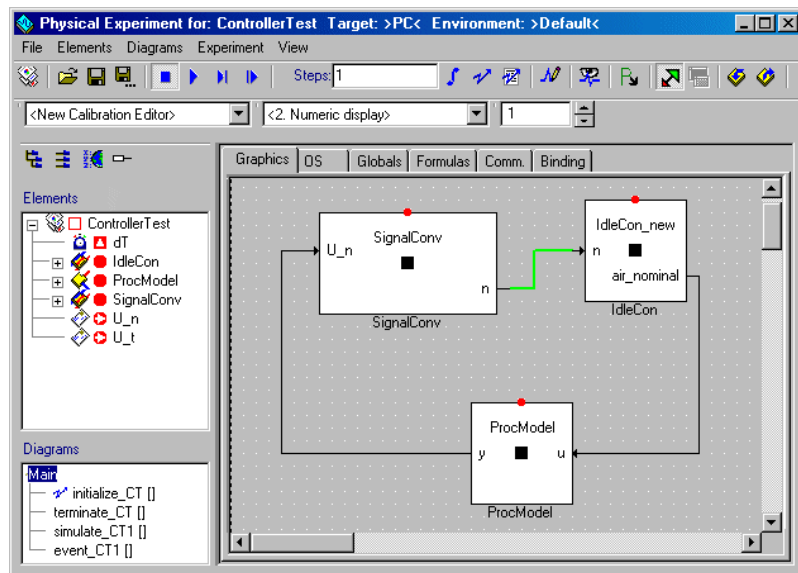 Physical Experiment for: ControllerTest Target: >PC< Environment: >Default<
File Elements Diagrams Experiment View
Steps: 1
<New Calibration Editor> <2. Numeric display> 1
Elements
ControllerTest
dT
IdleCon
ProcModel
SignalConv
U_n
U_t
Diagrams
Main
initialize_CT []
terminate_CT []
simulate_CT1 []
event_CT1 []
Graphics OS Globals Formulas Comm. Binding
SignalConv
U_n
n
SignalConv
IdleCon_new
n
air_nominal
IdleCon
ProcModel
y u
ProcModel